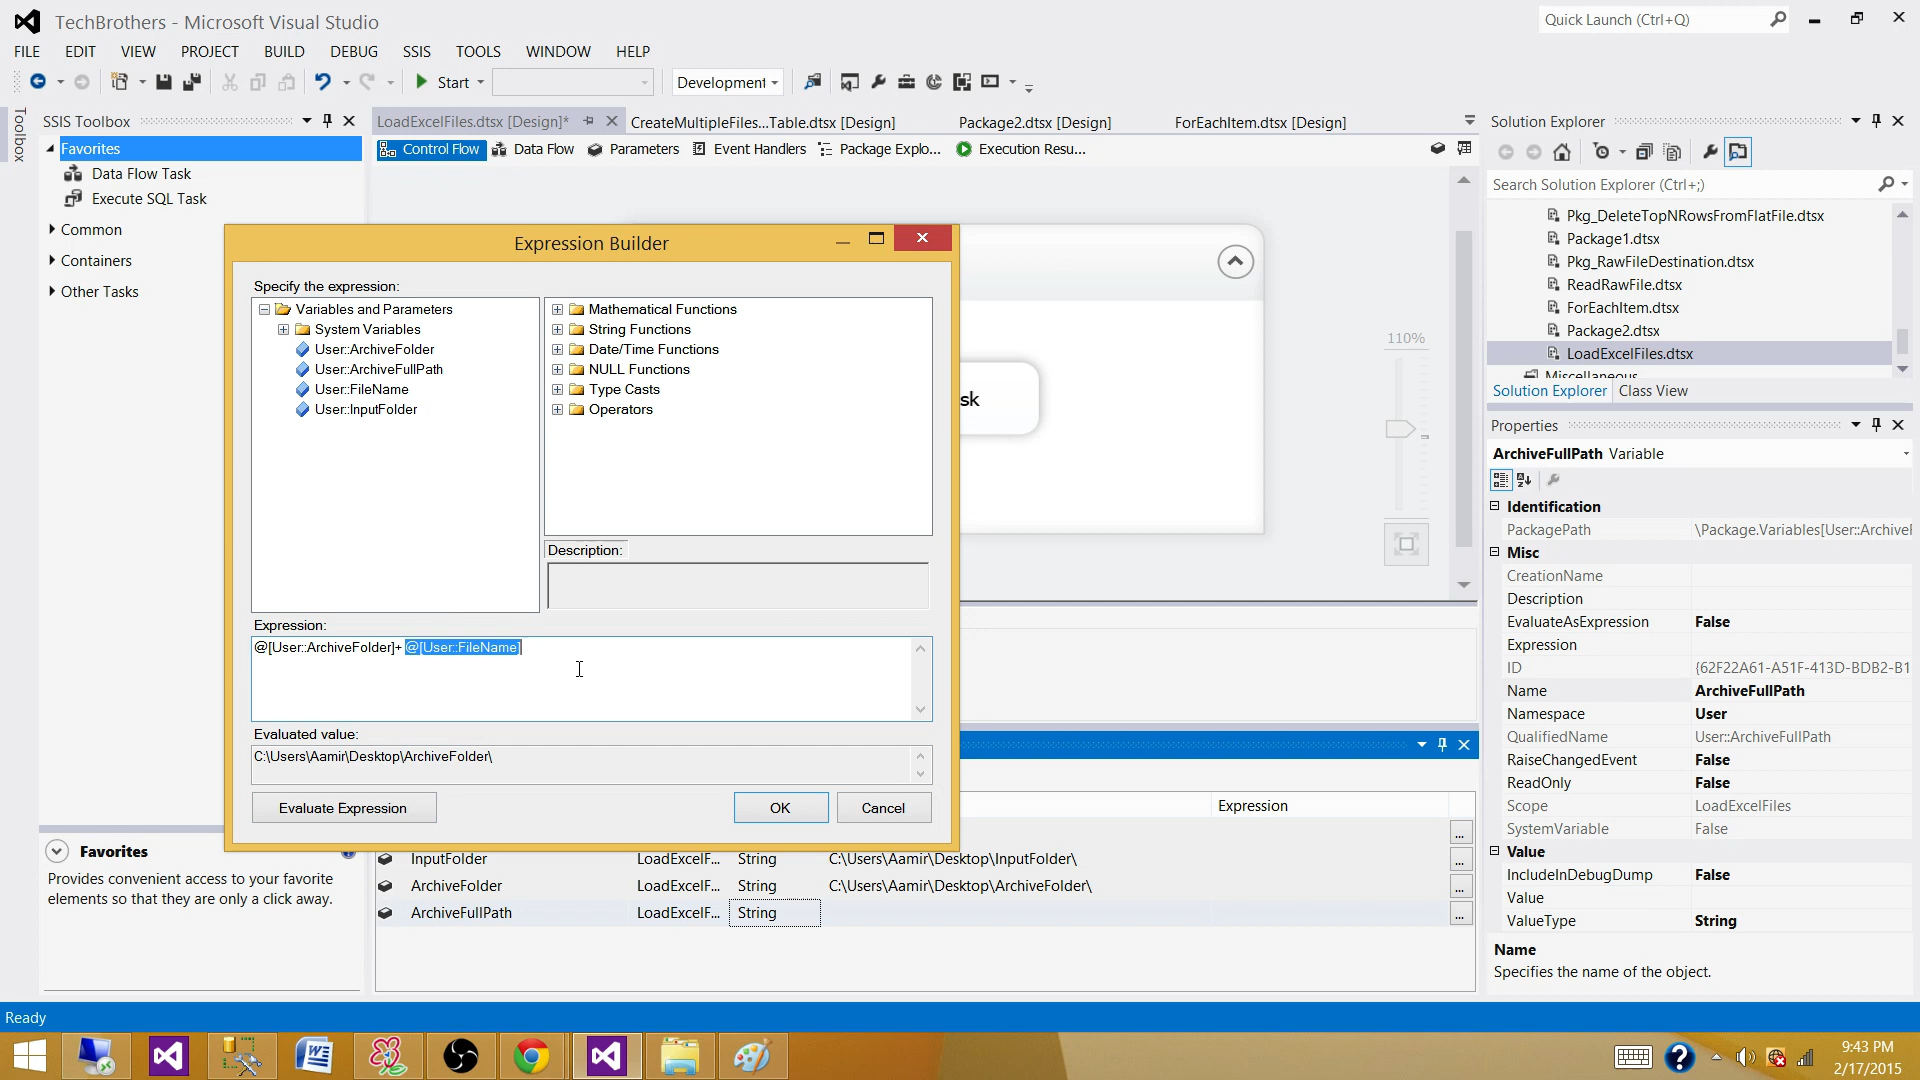 TechBrothers - Microsoft Visual Studio
Quick Launch (Ctrl+Q)
FILE EDIT VIEW PROJECT BUILD DEBUG SSIS TOOLS WINDOW HELP
Start
Development
Toolbox
SSIS Toolbox
Favorites
Data Flow Task
Execute SQL Task
Common
Containers
Other Tasks
LoadExcelFiles.dtsx [Design]*
CreateMultipleFiles...Table.dtsx [Design]
Package2.dtsx [Design]
ForEachItem.dtsx [Design]
Control Flow
Data Flow
Parameters
Event Handlers
Package Explo...
Execution Resu...
sk
110%
Expression Builder
Specify the expression:
Variables and Parameters
System Variables
User::ArchiveFolder
User::ArchiveFullPath
User::FileName
User::InputFolder
Mathematical Functions
String Functions
Date/Time Functions
NULL Functions
Type Casts
Operators
Description:
Expression:
@[User::ArchiveFolder]+ @[User::FileName]
Evaluated value:
C:\Users\Aamir\Desktop\ArchiveFolder\
Evaluate Expression
OK
Cancel
Expression
InputFolder LoadExcelF... String C:\Users\Aamir\Desktop\InputFolder\
ArchiveFolder LoadExcelF... String C:\Users\Aamir\Desktop\ArchiveFolder\
ArchiveFullPath LoadExcelF... String
...
...
...
...
Favorites
Provides convenient access to your favorite
elements so that they are only a click away.
Solution Explorer
Search Solution Explorer (Ctrl+;)
Pkg_DeleteTopNRowsFromFlatFile.dtsx
Package1.dtsx
Pkg_RawFileDestination.dtsx
ReadRawFile.dtsx
ForEachItem.dtsx
Package2.dtsx
LoadExcelFiles.dtsx
Miscellaneous
Solution Explorer Class View
Properties
ArchiveFullPath Variable
Identification
PackagePath \Package.Variables[User::Archivel
Misc
CreationName
Description
EvaluateAsExpression False
Expression
ID {62F22A61-A51F-413D-BDB2-B1
Name ArchiveFullPath
Namespace User
QualifiedName User::ArchiveFullPath
RaiseChangedEvent False
ReadOnly False
Scope LoadExcelFiles
SystemVariable False
Value
IncludeInDebugDump False
Value
ValueType String
Name
Specifies the name of the object.
Ready
9:43 PM
2/17/2015